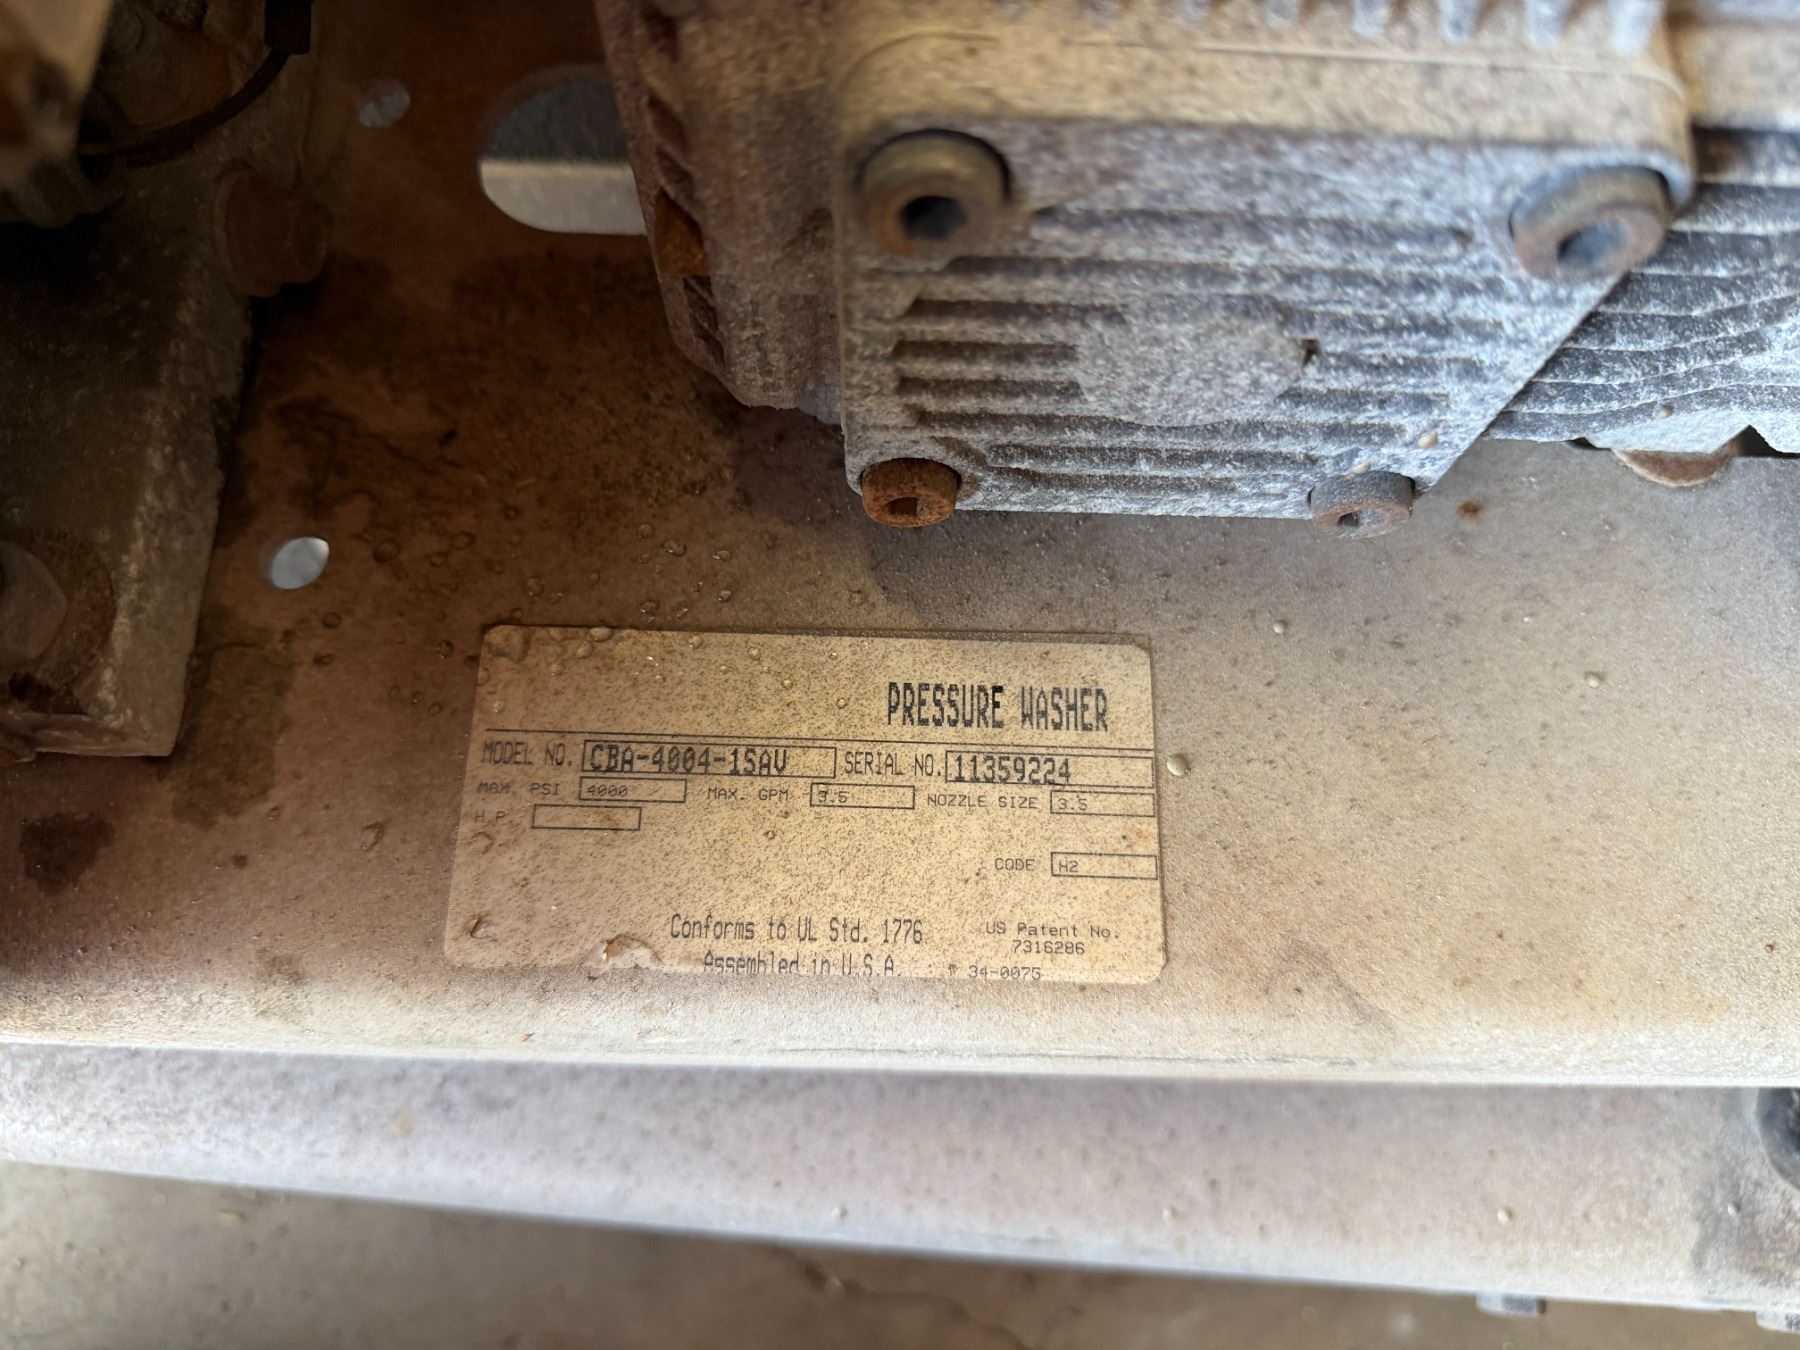 PRESSURE WASHER
MODEL NO. CBA-4004-1SAV SERIAL NO. 11359224
MAX. PSI 4000 MAX. GPM 3.5 NOZZLE SIZE 3.5
H.P.
CODE H2
Conforms to UL Std. 1776
US Patent No.
7316286
Assembled in U.S.A.
34-0075